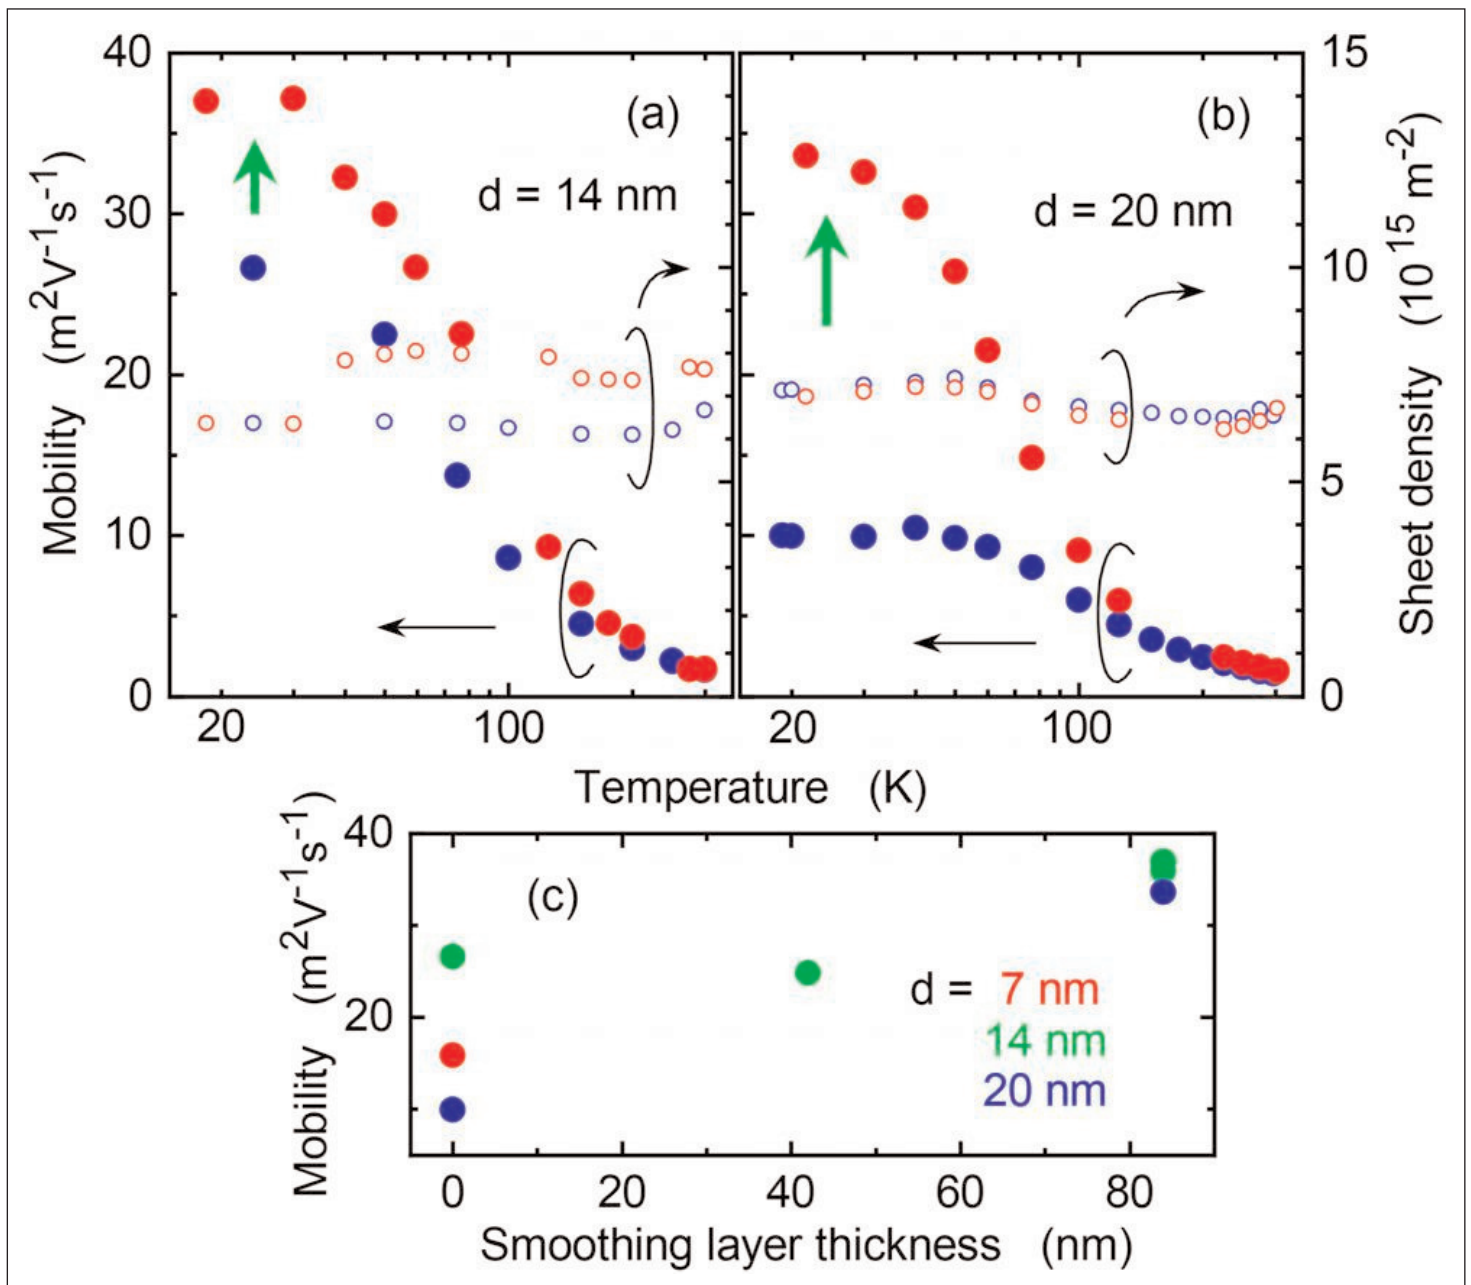 40
30
20
10
0
Mobility (m²V⁻¹s⁻¹)
(a)
d = 14 nm
20
100
(b)
d = 20 nm
20
100
15
10
5
0
Sheet density (10¹⁵ m⁻²)
Temperature (K)
40
20
Mobility (m²V⁻¹s⁻¹)
(c)
d = 7 nm
14 nm
20 nm
0
20
40
60
80
Smoothing layer thickness (nm)